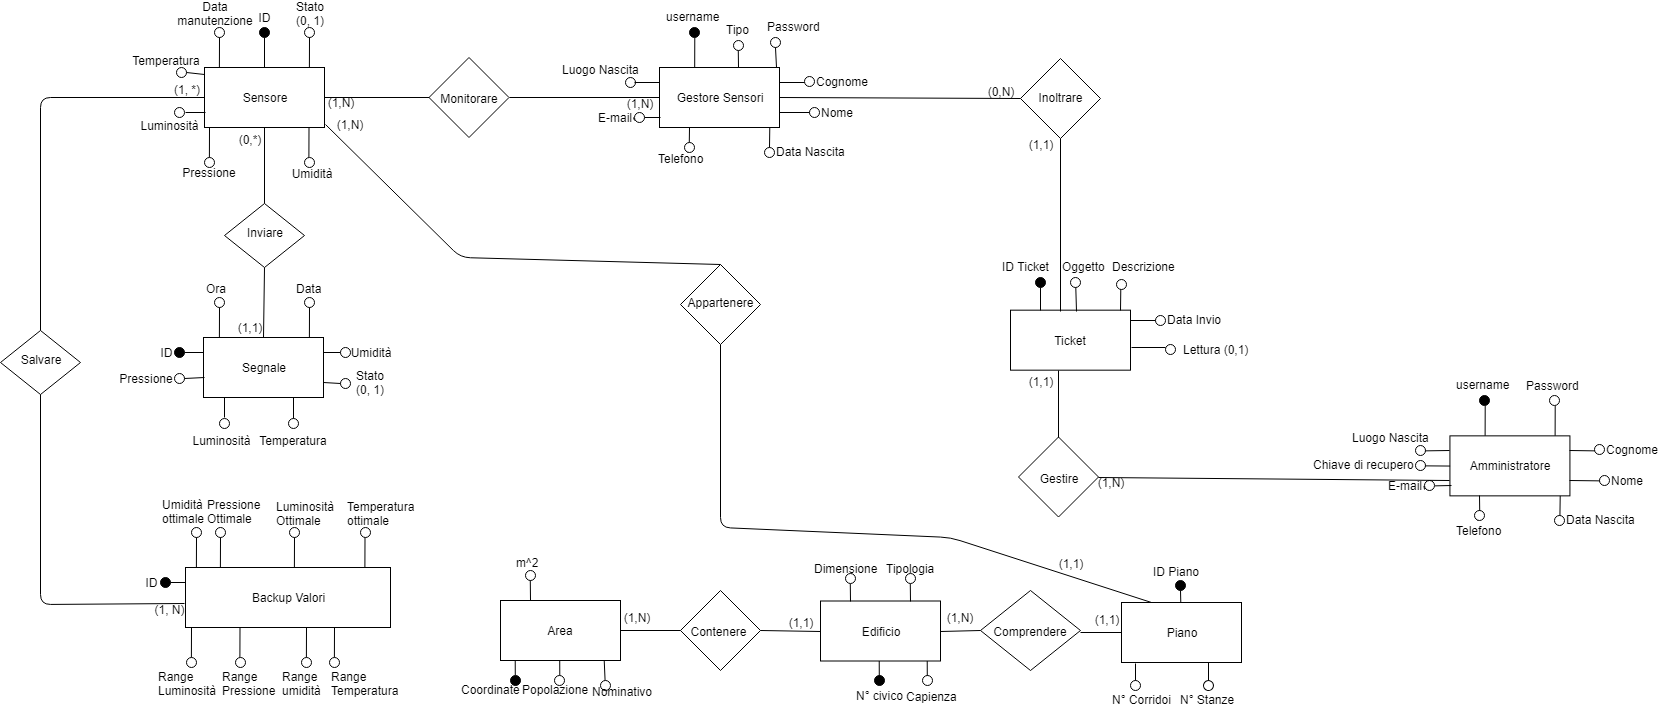 Data
manutenzione
ID
Stato
(0, 1)
Temperatura
(1, *)
Luminosità
Pressione
Umidità
Sensore
(0,*)
(1,N)
(1,N)
Monitorare
username
Tipo
Password
Luogo Nascita
Cognome
(1,N)
Gestore Sensori
E-mail
Nome
Telefono
Data Nascita
(0,N)
Inoltrare
(1,1)
Inviare
Appartenere
ID Ticket
Oggetto
Descrizione
Data Invio
Ticket
Lettura (0,1)
(1,1)
Ora
Data
(1,1)
ID
Umidità
Segnale
Pressione
Stato
(0, 1)
Luminosità
Temperatura
Salvare
username
Password
Luogo Nascita
Cognome
Chiave di recupero
Amministratore
E-mail
Nome
Telefono
Data Nascita
Gestire
(1,N)
Umidità
ottimale
Pressione
Ottimale
Luminosità
Ottimale
Temperatura
ottimale
ID
Backup Valori
(1, N)
Range
Luminosità
Range
Pressione
Range
umidità
Range
Temperatura
m^2
Area
(1,N)
Coordinate
Popolazione
Nominativo
Contenere
(1,1)
Dimensione
Tipologia
Edificio
(1,N)
N° civico
Capienza
Comprendere
(1,1)
(1,1)
ID Piano
Piano
N° Corridoi
N° Stanze